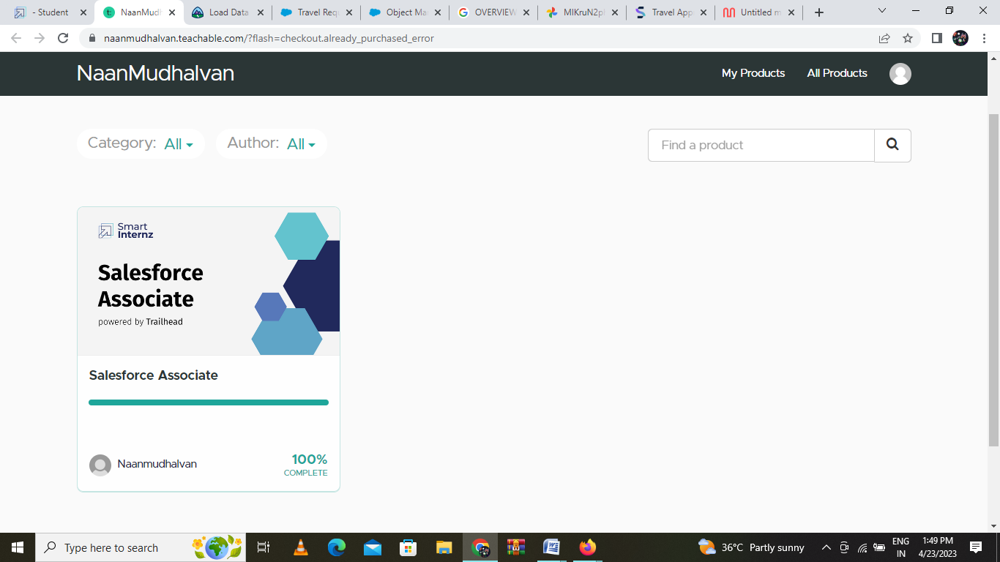 - Student
NaanMudh
Load Data
Travel Requ
Object Ma
OVERVIEW
MIKruN2pl
Travel App
Untitled m
naanmudhalvan.teachable.com/?flash=checkout.already_purchased_error
NaanMudhalvan
My Products
All Products
Category: All
Author: All
Find a product
Smart
Internz
Salesforce
Associate
powered by Trailhead
Salesforce Associate
Naanmudhalvan
100%
COMPLETE
Type here to search
36°C Partly sunny
ENG
IN
1:49 PM
4/23/2023